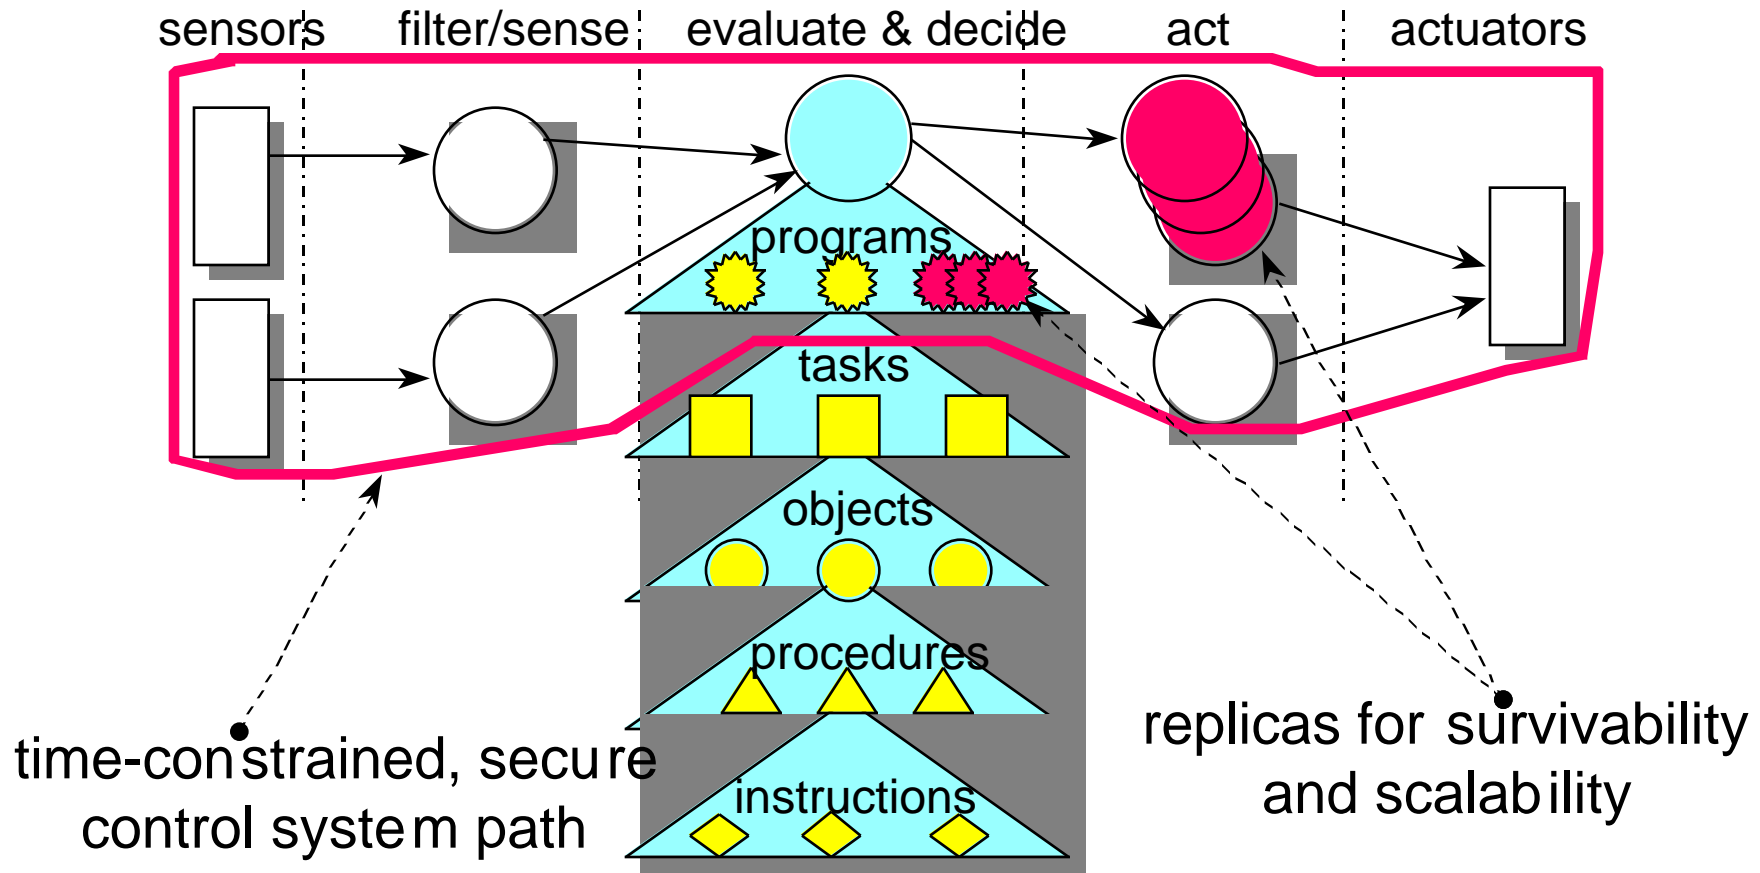 sensors filter/sense evaluate & decide act actuators
programs
tasks
objects
procedures
instructions
time-constrained, secure
control system path
replicas for survivability
and scalability